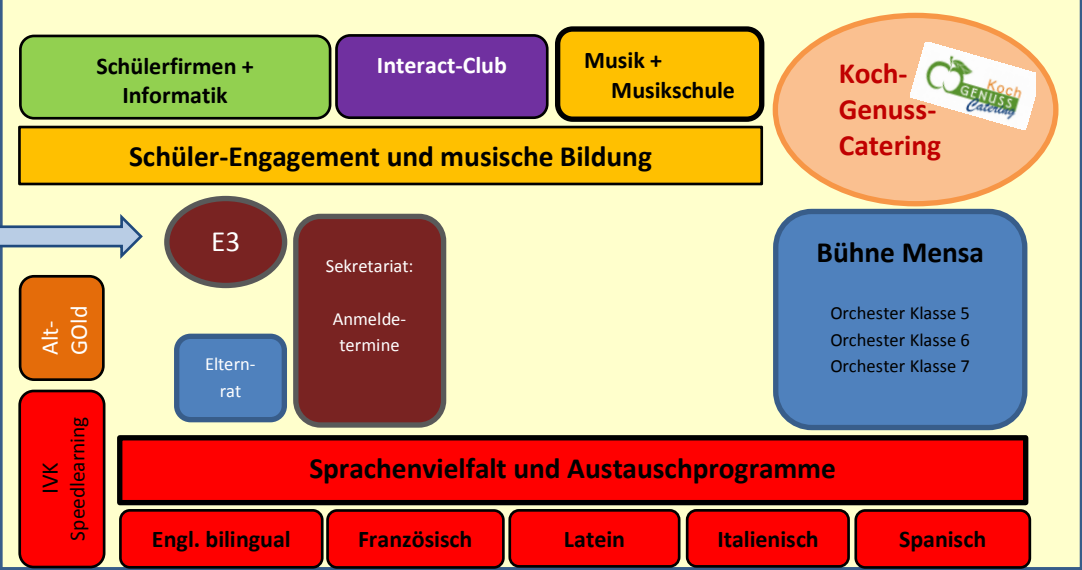 Schülerfirmen +
Informatik
Interact-Club
Musik +
Musikschule
Koch-
Genuss-
Catering
Koch
GENUSS
Catering
Schüler-Engagement und musische Bildung
E3
Sekretariat:
Anmelde-
termine
Bühne Mensa
Orchester Klasse 5
Orchester Klasse 6
Orchester Klasse 7
Alt-
GOld
Eltern-
rat
IVK
Speedlearning
Sprachenvielfalt und Austauschprogramme
Engl. bilingual
Französisch
Latein
Italienisch
Spanisch